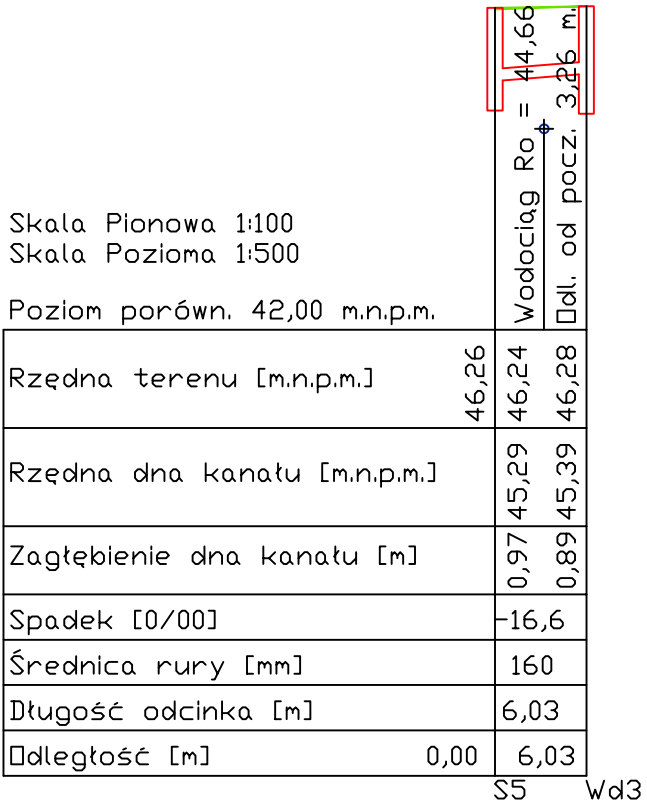 Wodociąg Ro = 44,66
Odl. od pocz. 3,26 m.
Skala Pionowa 1:100
Skala Pozioma 1:500
Poziom porówn. 42,00 m.n.p.m.
Rzędna terenu [m.n.p.m.] 46,26 46,24 46,28
Rzędna dna kanału [m.n.p.m.] 45,29 45,39
Zagłębienie dna kanału [m] 0,97 0,89
Spadek [0/00] -16,6
Średnica rury [mm] 160
Długość odcinka [m] 6,03
Odległość [m] 0,00 6,03
S5 Wd3